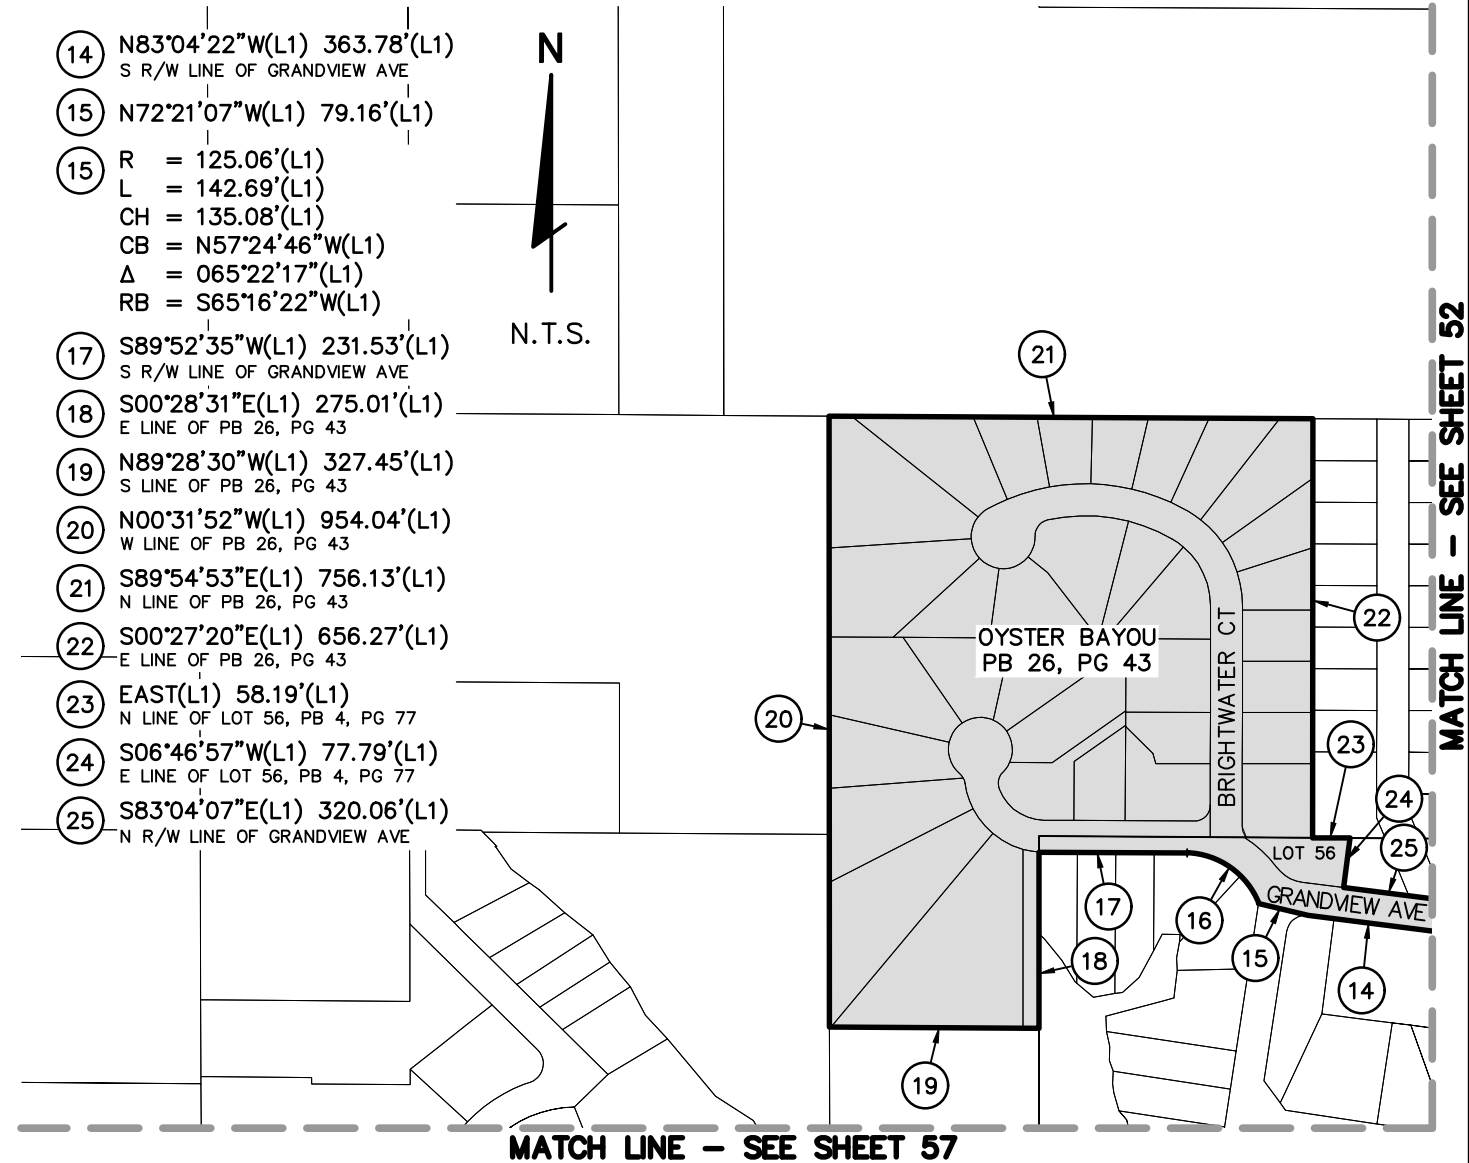 14 N83°04'22"W(L1) 363.78'(L1)
S R/W LINE OF GRANDVIEW AVE
15 N72°21'07"W(L1) 79.16'(L1)
15 R = 125.06'(L1)
L = 142.69'(L1)
CH = 135.08'(L1)
CB = N57°24'46"W(L1)
Δ = 065°22'17"(L1)
RB = S65°16'22"W(L1)
17 S89°52'35"W(L1) 231.53'(L1)
S R/W LINE OF GRANDVIEW AVE
18 S00°28'31"E(L1) 275.01'(L1)
E LINE OF PB 26, PG 43
19 N89°28'30"W(L1) 327.45'(L1)
S LINE OF PB 26, PG 43
20 N00°31'52"W(L1) 954.04'(L1)
W LINE OF PB 26, PG 43
21 S89°54'53"E(L1) 756.13'(L1)
N LINE OF PB 26, PG 43
22 S00°27'20"E(L1) 656.27'(L1)
E LINE OF PB 26, PG 43
23 EAST(L1) 58.19'(L1)
N LINE OF LOT 56, PB 4, PG 77
24 S06°46'57"W(L1) 77.79'(L1)
E LINE OF LOT 56, PB 4, PG 77
25 S83°04'07"E(L1) 320.06'(L1)
N R/W LINE OF GRANDVIEW AVE
N
N.T.S.
21
22
OYSTER BAYOU
PB 26, PG 43
BRIGHTWATER CT
20
23
24
25
LOT 56
GRANDVIEW AVE
17
16
15
18
14
19
MATCH LINE - SEE SHEET 52
MATCH LINE - SEE SHEET 57